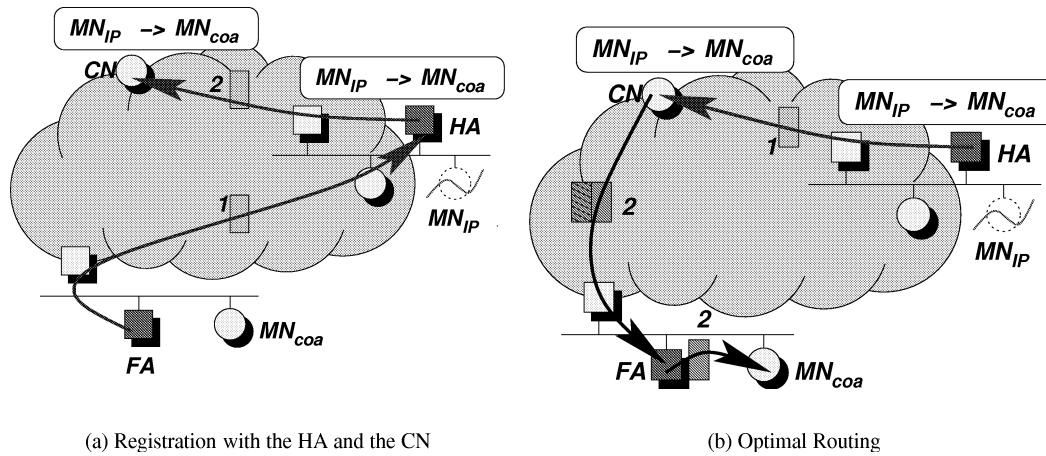 MN_IP -> MN_coa
CN
2
MN_IP -> MN_coa
HA
1
MN_IP
MN_coa
FA
(a) Registration with the HA and the CN
MN_IP -> MN_coa
CN
MN_IP -> MN_coa
1
HA
2
MN_IP
2
FA
MN_coa
(b) Optimal Routing